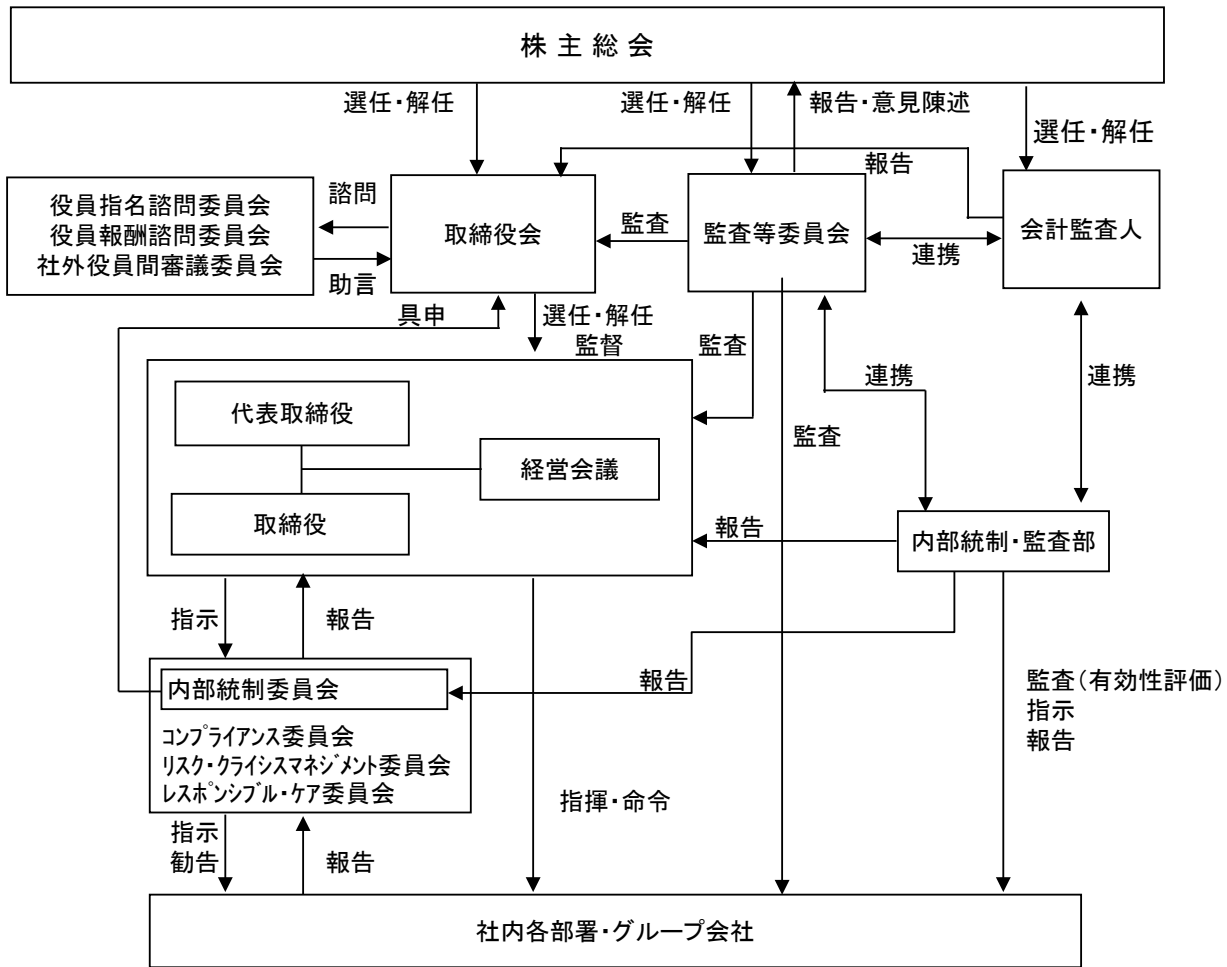 株主総会
選任・解任
選任・解任
報告・意見陳述
選任・解任
報告
役員指名諮問委員会
役員報酬諮問委員会
社外役員間審議委員会
諮問
助言
取締役会
監査
監査等委員会
連携
会計監査人
具申
選任・解任
監督
監査
連携
連携
監査
代表取締役
経営会議
取締役
報告
内部統制・監査部
指示
報告
内部統制委員会
報告
コンプライアンス委員会
リスク・クライシスマネジメント委員会
レスポンシブル・ケア委員会
監査(有効性評価)
指示
報告
指揮・命令
指示
勧告
報告
社内各部署・グループ会社